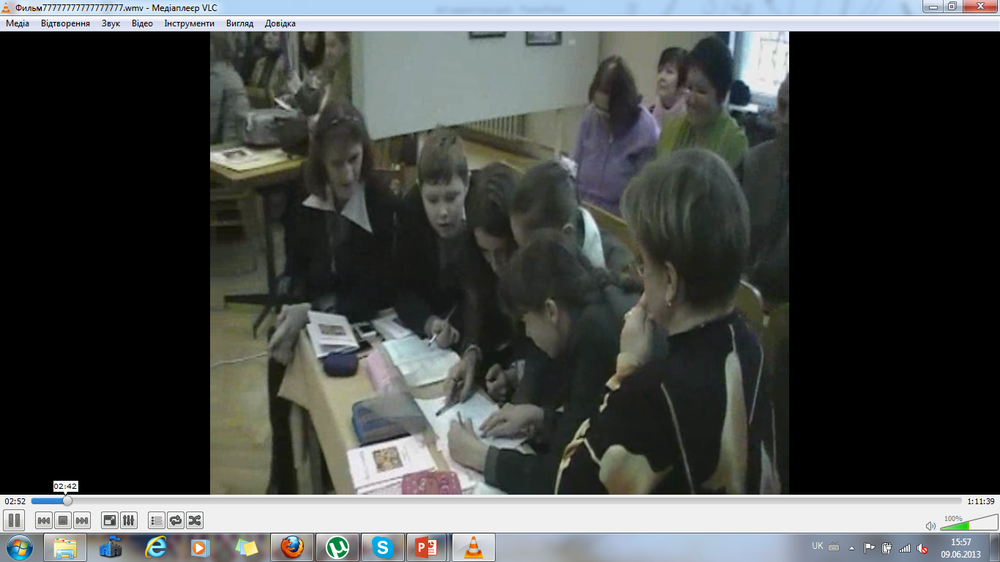 Фильм77777777777777777.wmv - Медіаплеєр VLC
Медіа Відтворення Звук Відео Інструменти Вигляд Довідка
02:42
02:52 1:11:39
100%
UK 15:57
09.06.2013